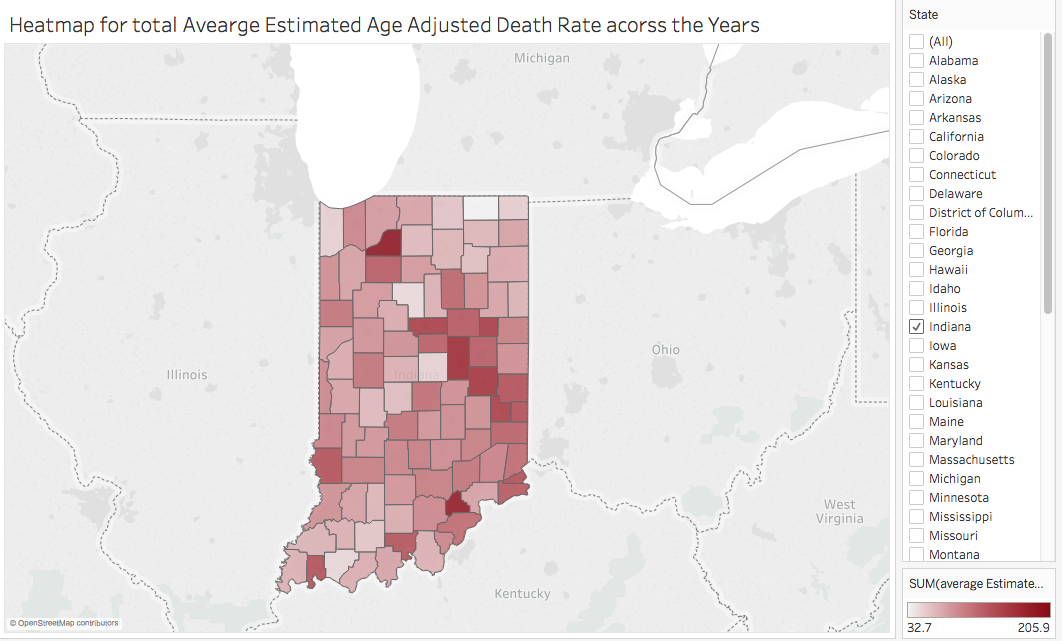 Heatmap for total Avearge Estimated Age Adjusted Death Rate acorss the Years
State
(All)
Alabama
Alaska
Arizona
Arkansas
California
Colorado
Connecticut
Delaware
District of Colum...
Florida
Georgia
Hawaii
Idaho
Illinois
Indiana
Iowa
Kansas
Kentucky
Louisiana
Maine
Maryland
Massachusetts
Michigan
Minnesota
Mississippi
Missouri
Montana
Michigan
Ohio
Illinois
Indiana
West
Virginia
Kentucky
© OpenStreetMap contributors
SUM(average Estimate...
32.7 205.9